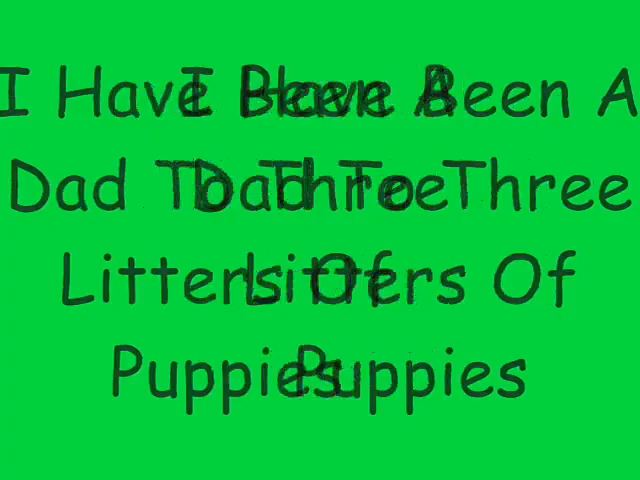 I Have Been A
Dad To Three
Litters Of
Puppies